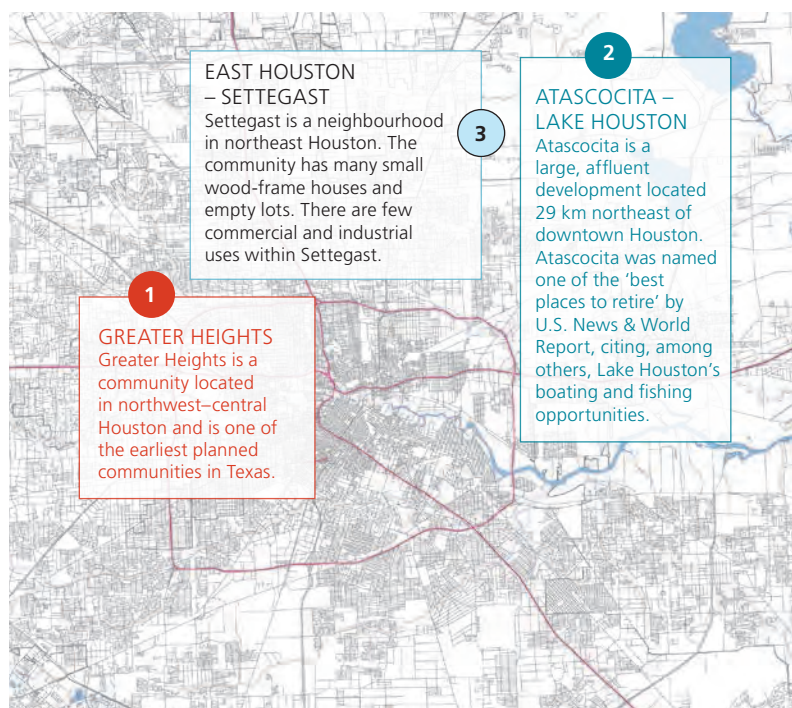 1
GREATER HEIGHTS
Greater Heights is a
community located
in northwest–central
Houston and is one of
the earliest planned
communities in Texas.
2
ATASCOCITA –
LAKE HOUSTON
Atascocita is a
large, affluent
development located
29 km northeast of
downtown Houston.
Atascocita was named
one of the ‘best
places to retire’ by
U.S. News & World
Report, citing, among
others, Lake Houston’s
boating and fishing
opportunities.
3
EAST HOUSTON
– SETTEGAST
Settegast is a neighbourhood
in northeast Houston. The
community has many small
wood-frame houses and
empty lots. There are few
commercial and industrial
uses within Settegast.